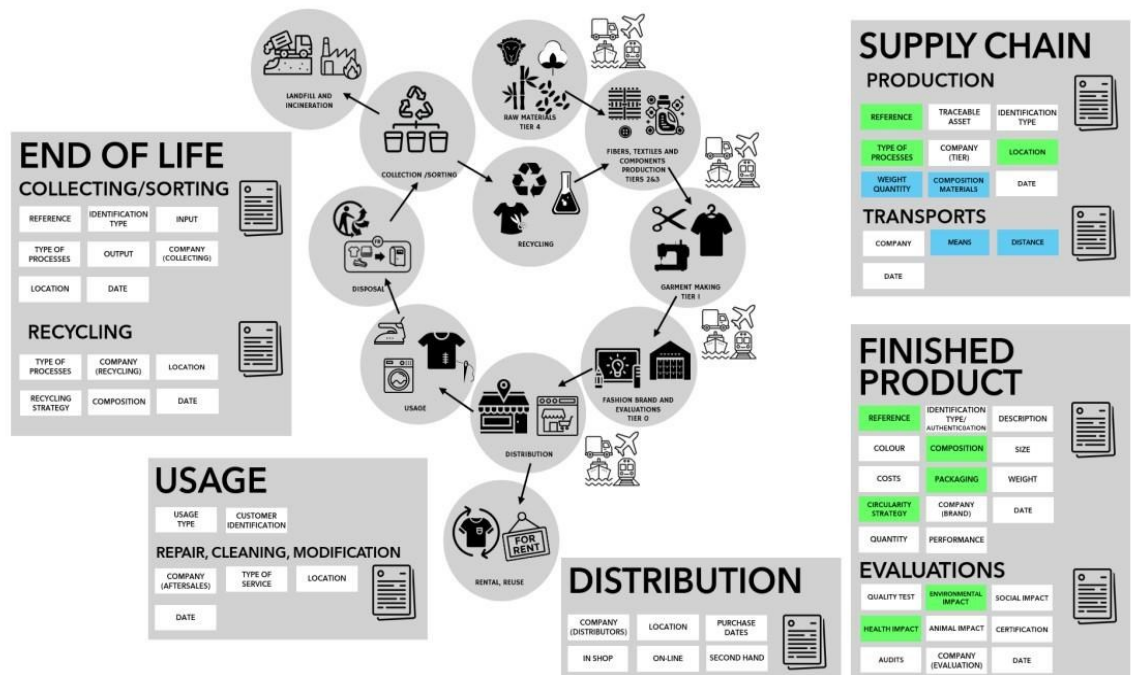 LANDFILL AND
INCINERATION
RAW MATERIALS
TIER 4
COLLECTION /SORTING
FIBERS, TEXTILES AND
COMPONENTS
PRODUCTION
TIERS 2&3
RECYCLING
FR
DISPOSAL
GARMENT MAKING
TIER 1
USAGE
FASHION BRAND AND
EVALUATIONS
TIER 0
DISTRIBUTION
FOR
RENT
RENTAL, REUSE
END OF LIFE
COLLECTING/SORTING
REFERENCE
IDENTIFICATION
TYPE
INPUT
TYPE OF
PROCESSES
OUTPUT
COMPANY
(COLLECTING)
LOCATION
DATE
RECYCLING
TYPE OF
PROCESSES
COMPANY
(RECYCLING)
LOCATION
RECYCLING
STRATEGY
COMPOSITION
DATE
USAGE
USAGE
TYPE
CUSTOMER
IDENTIFICATION
REPAIR, CLEANING, MODIFICATION
COMPANY
(AFTERSALES)
TYPE OF
SERVICE
LOCATION
DATE
DISTRIBUTION
COMPANY
(DISTRIBUTORS)
LOCATION
PURCHASE
DATES
IN SHOP
ON-LINE
SECOND HAND
SUPPLY CHAIN
PRODUCTION
REFERENCE
TRACEABLE
ASSET
IDENTIFICATION
TYPE
TYPE OF
PROCESSES
COMPANY
(TIER)
LOCATION
WEIGHT
QUANTITY
COMPOSITION
MATERIALS
DATE
TRANSPORTS
COMPANY
MEANS
DISTANCE
DATE
FINISHED
PRODUCT
REFERENCE
IDENTIFICATION
TYPE/
AUTHENTICATION
DESCRIPTION
COLOUR
COMPOSITION
SIZE
COSTS
PACKAGING
WEIGHT
CIRCULARITY
STRATEGY
COMPANY
(BRAND)
DATE
QUANTITY
PERFORMANCE
EVALUATIONS
QUALITY TEST
ENVIRONMENTAL
IMPACT
SOCIAL IMPACT
HEALTH IMPACT
ANIMAL IMPACT
CERTIFICATION
AUDITS
COMPANY
(EVALUATION)
DATE